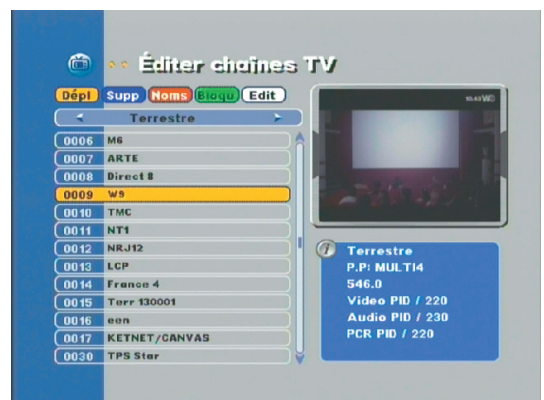 Éditer chaînes TV
Dépl Supp Noms Bloqu Edit
Terrestre
0006 M6
0007 ARTE
0008 Direct 8
0009 W9
0010 TMC
0011 NT1
0012 NRJ12
0013 LCP
0014 France 4
0015 Terr 130001
0016 een
0017 KETNET/CANVAS
0030 TPS Star
Terrestre
P.P: MULTI4
546.0
Video PID / 220
Audio PID / 230
PCR PID / 220